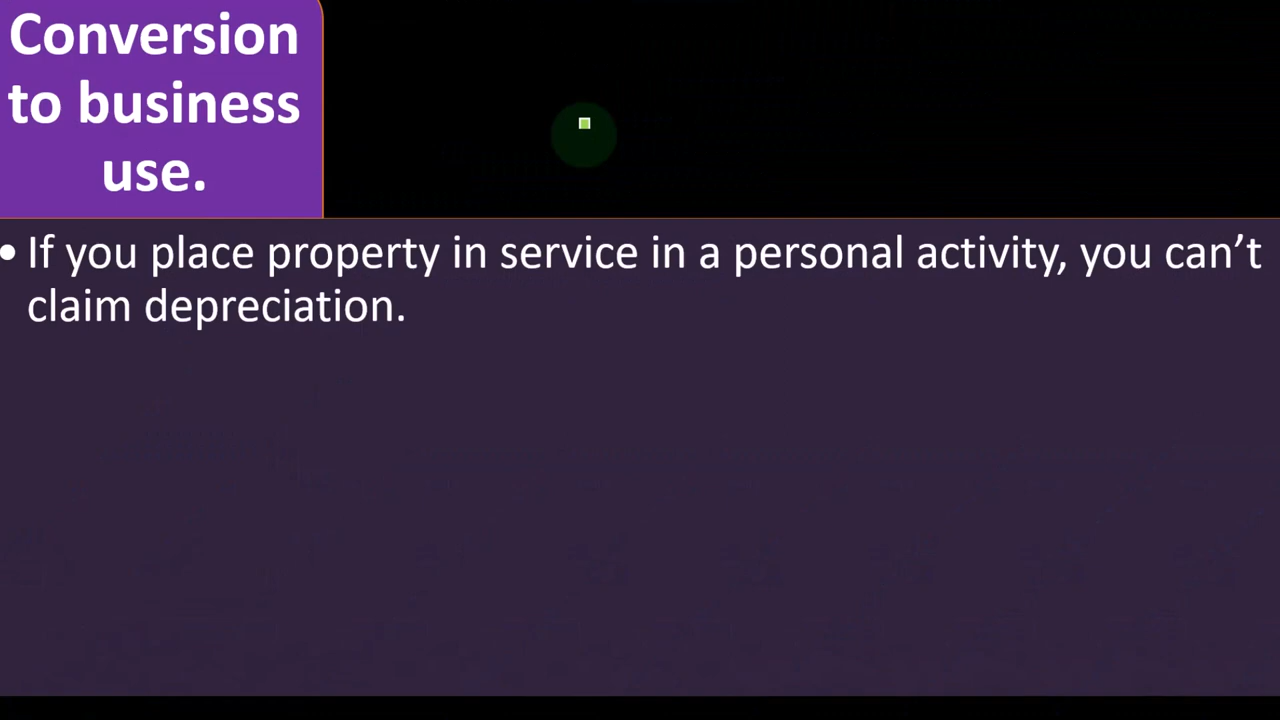 Conversion
to business
use.
• If you place property in service in a personal activity, you can’t
claim depreciation.